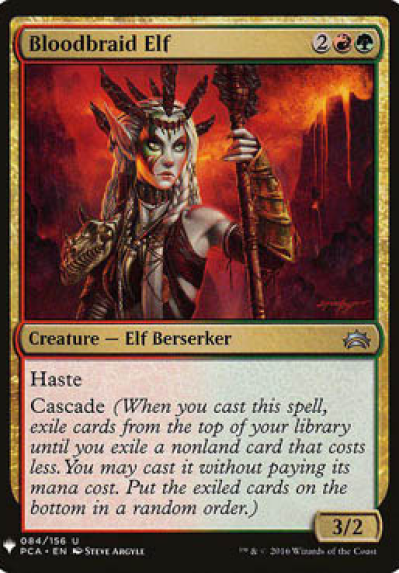 Bloodbraid Elf 2
Creature — Elf Berserker
Haste
Cascade (When you cast this spell,
exile cards from the top of your library
until you exile a nonland card that costs
less. You may cast it without paying its
mana cost. Put the exiled cards on the
bottom in a random order.)
3/2
084/156 U
PCA • EN Steve Argyle
™ & © 2016 Wizards of the Coast